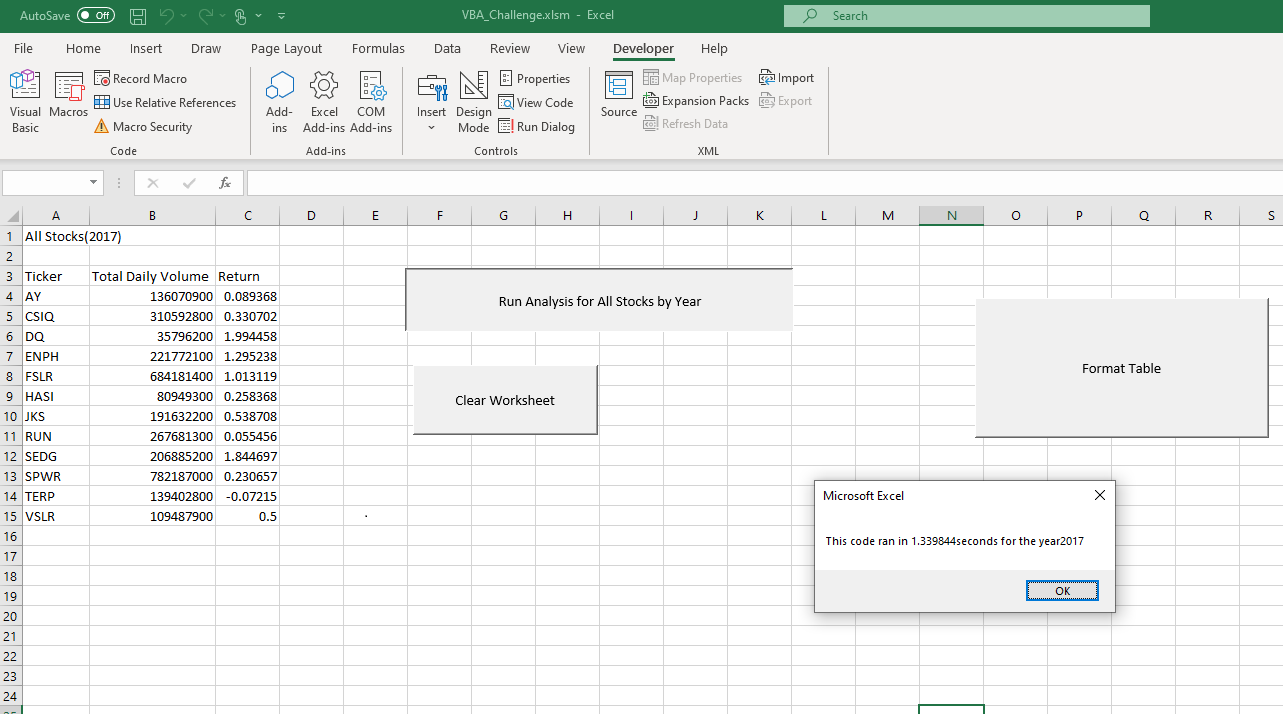 AutoSave Off VBA_Challenge.xlsm - Excel Search
File Home Insert Draw Page Layout Formulas Data Review View Developer Help
Visual Basic
Macros
Record Macro
Use Relative References
Macro Security
Code
Add-ins
Excel Add-ins
COM Add-ins
Add-ins
Insert
Design Mode
Properties
View Code
Run Dialog
Controls
Source
Map Properties
Expansion Packs
Refresh Data
Import
Export
XML
fx
A B C D E F G H I J K L M N O P Q R S
1 All Stocks(2017)
2
3 Ticker Total Daily Volume Return
4 AY 136070900 0.089368
5 CSIQ 310592800 0.330702
6 DQ 35796200 1.994458
7 ENPH 221772100 1.295238
8 FSLR 684181400 1.013119
9 HASI 80949300 0.258368
10 JKS 191632200 0.538708
11 RUN 267681300 0.055456
12 SEDG 206885200 1.844697
13 SPWR 782187000 0.230657
14 TERP 139402800 -0.07215
15 VSLR 109487900 0.5 .
16
17
18
19
20
21
22
23
24
Run Analysis for All Stocks by Year
Clear Worksheet
Format Table
Microsoft Excel
This code ran in 1.339844seconds for the year2017
OK